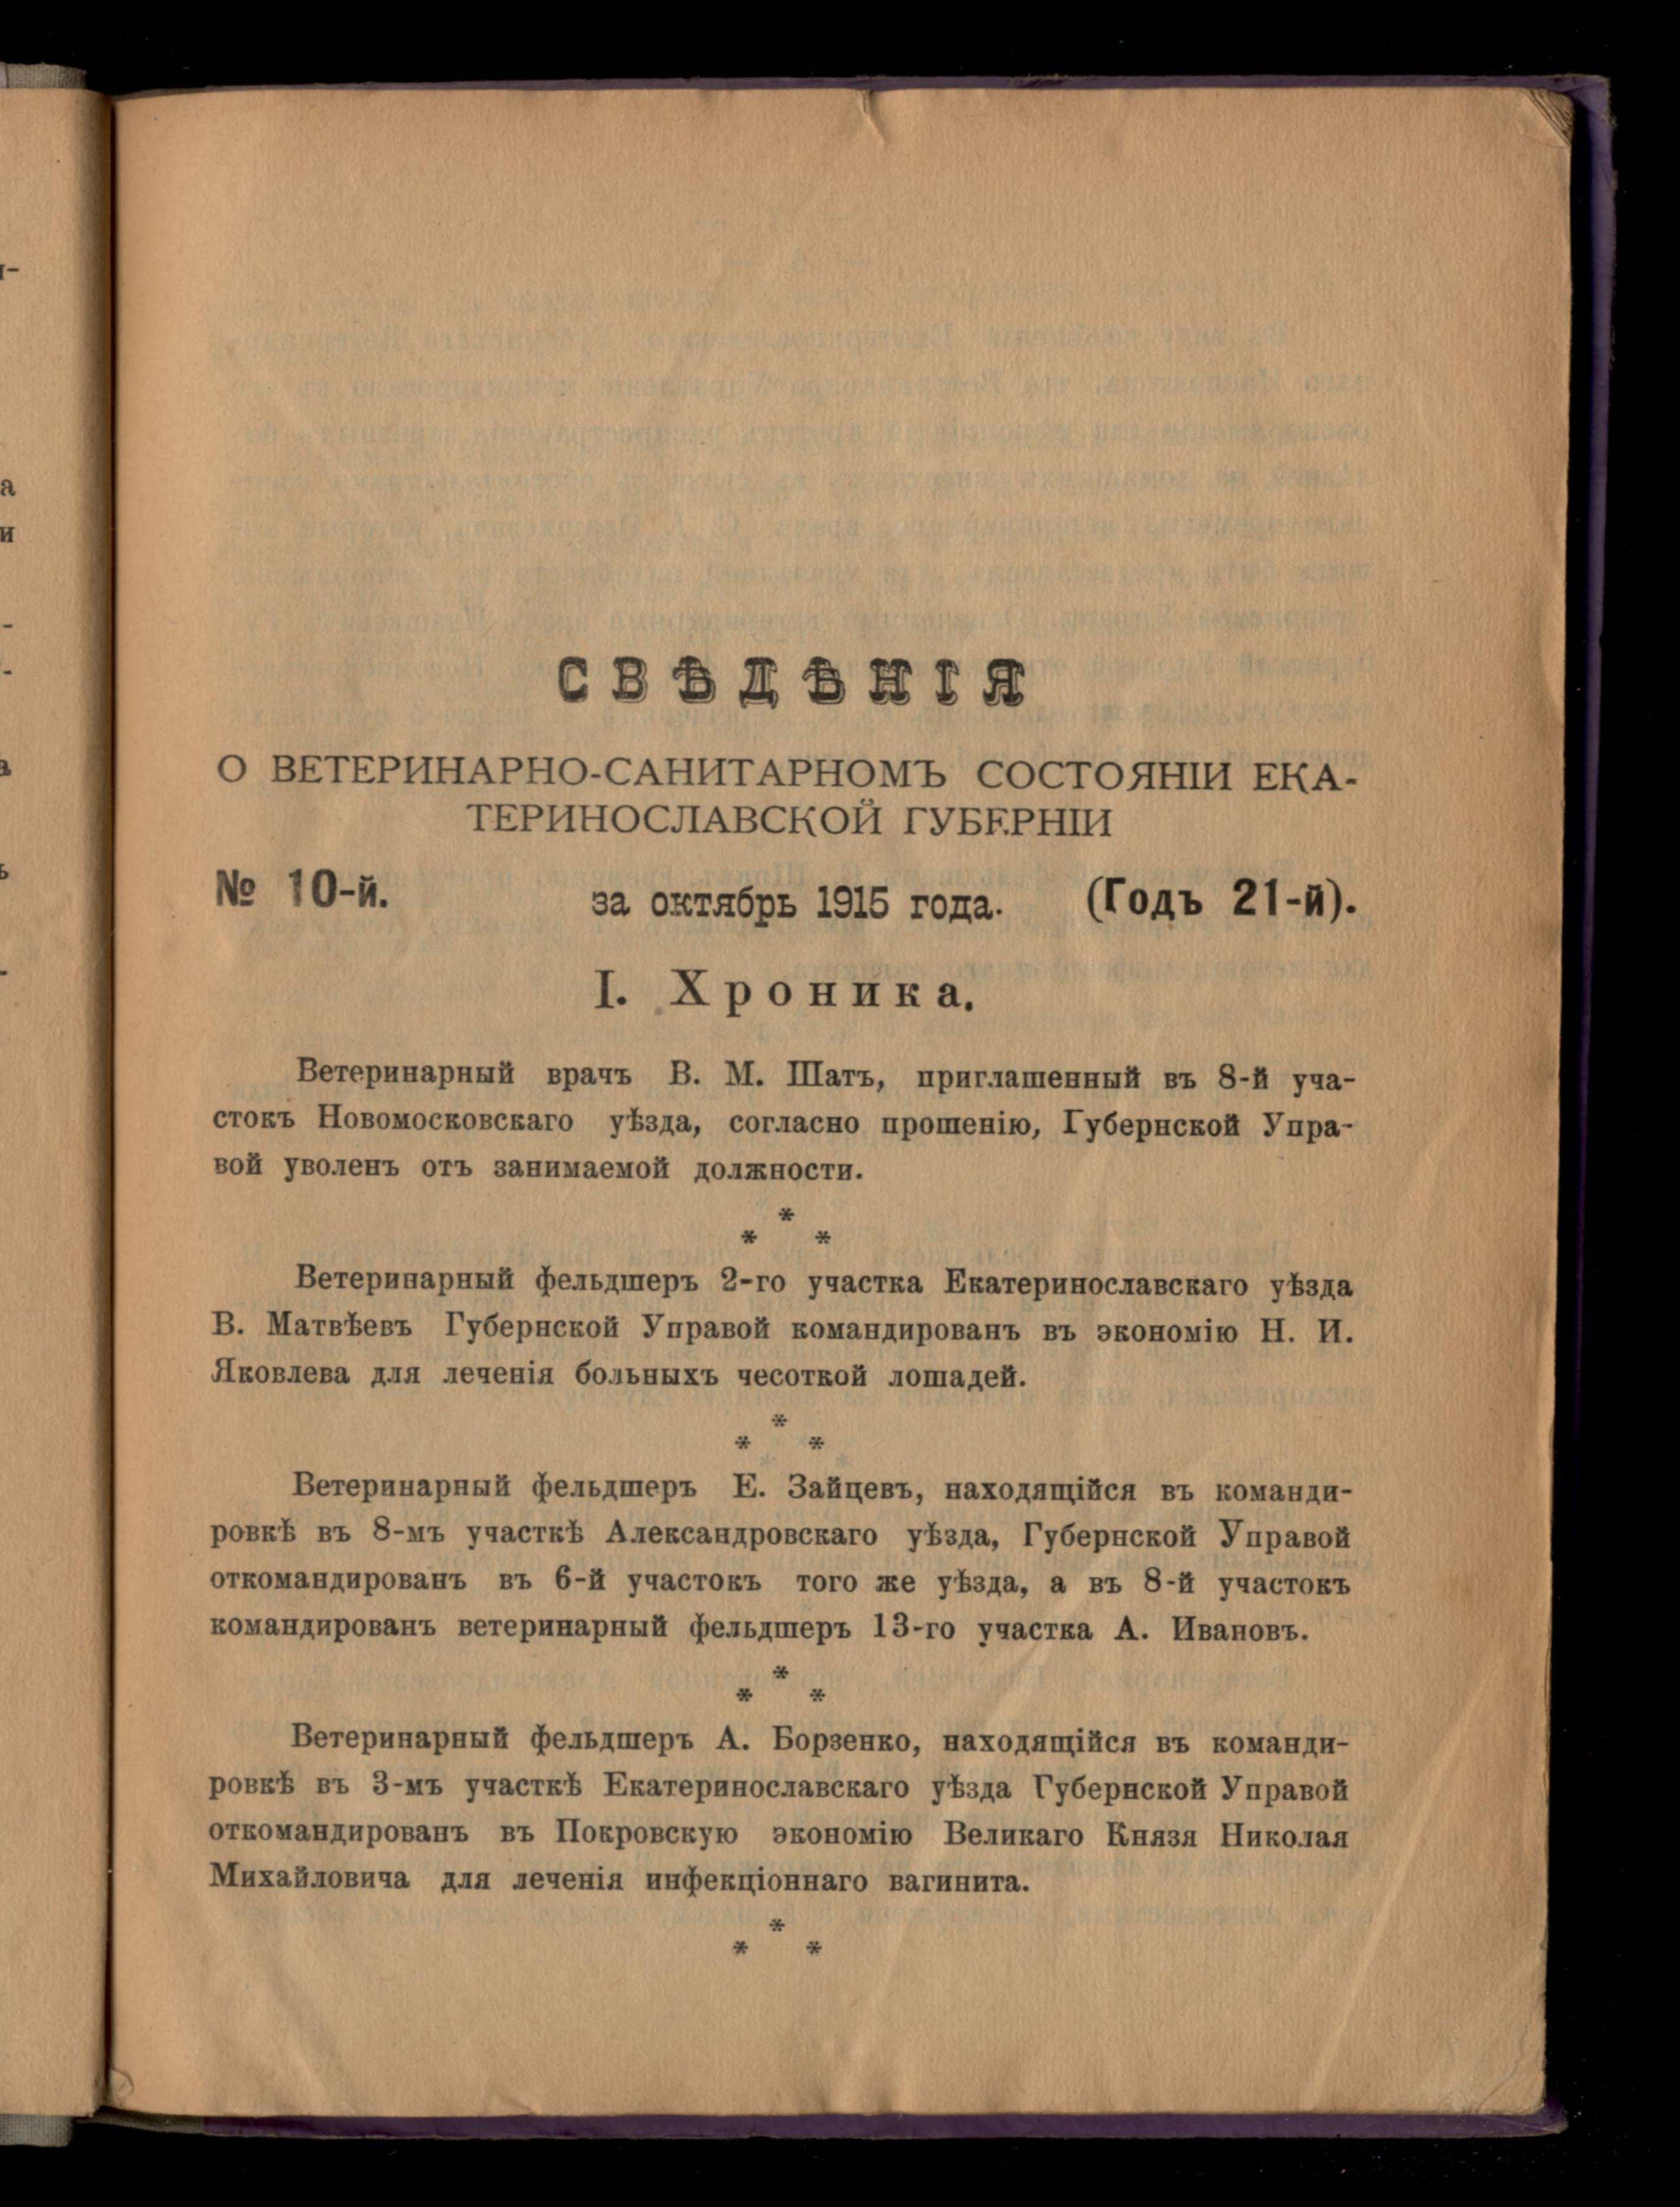 СВѢДѢНІЯ
О ВЕТЕРИНАРНО-САНИТАРНОМЪ СОСТОЯНІИ ЕКА-
ТЕРИНОСЛАВСКОЙ ГУБЕРНІИ
№ 10-й. за октябрь 1915 года. (Годъ 21-й).
I. Хроника.
Ветеринарный врачъ В. М. Шатъ, приглашенный въ 8-й уча-
стокъ Новомосковскаго уѣзда, согласно прошенію, Губернской Упра-
вой уволенъ отъ занимаемой должности.
*
* *
Ветеринарный фельдшеръ 2-го участка Екатеринославскаго уѣзда
В. Матвѣевъ Губернской Управой командированъ въ экономію Н. И.
Яковлева для леченія больныхъ чесоткой лошадей.
*
* *
Ветеринарный фельдшеръ Е. Зайцевъ, находящійся въ команди-
ровкѣ въ 8-мъ участкѣ Александровскаго уѣзда, Губернской Управой
откомандированъ въ 6-й участокъ того же уѣзда, а въ 8-й участокъ
командированъ ветеринарный фельдшеръ 13-го участка А. Ивановъ.
*
* *
Ветеринарный фельдшеръ А. Борзенко, находящійся въ команди-
ровкѣ въ 3-мъ участкѣ Екатеринославскаго уѣзда Губернской Управой
откомандированъ въ Покровскую экономію Великаго Князя Николая
Михайловича для леченія инфекціоннаго вагинита.
*
* *